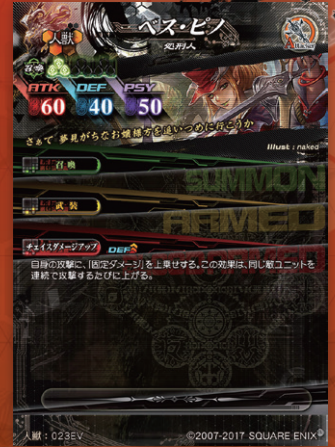 ベス・ピノ
処刑人
人獣
召喚
ATK DEF PSY
60 40 50
さぁて 夢見がちなお嬢様方を追いつめに行こうか
Illust : naked
召喚
SUMMON
武装
ARMED
チェイスダメージアップ DEF
自身の攻撃に、「固定ダメージ」を上乗せする。この効果は、同じ敵ユニットを
連続で攻撃するたびに上がる。
人獣：023EV
©2007-2017 SQUARE ENIX